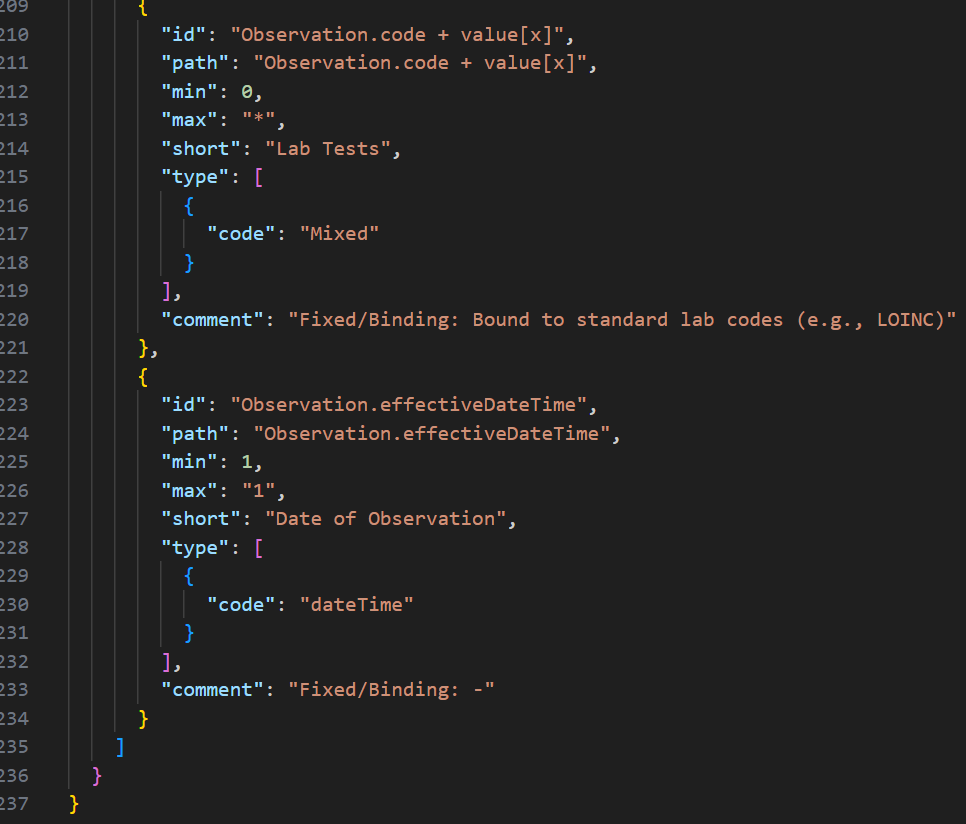 209 {
210 "id": "Observation.code + value[x]",
211 "path": "Observation.code + value[x]",
212 "min": 0,
213 "max": "*",
214 "short": "Lab Tests",
215 "type": [
216 {
217 "code": "Mixed"
218 }
219 ],
220 "comment": "Fixed/Binding: Bound to standard lab codes (e.g., LOINC)"
221 },
222 {
223 "id": "Observation.effectiveDateTime",
224 "path": "Observation.effectiveDateTime",
225 "min": 1,
226 "max": "1",
227 "short": "Date of Observation",
228 "type": [
229 {
230 "code": "dateTime"
231 }
232 ],
233 "comment": "Fixed/Binding: -"
234 }
235 ]
236 }
237 }